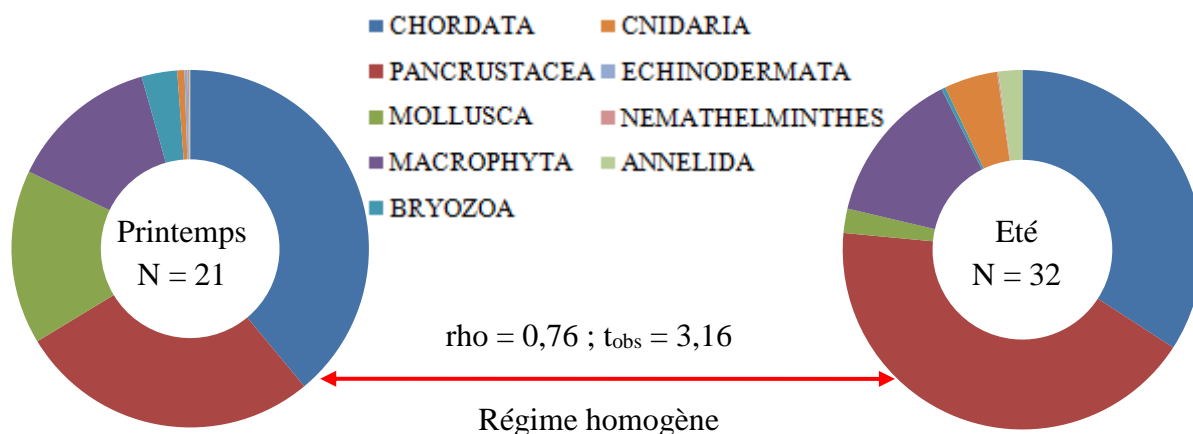 CHORDATA CNIDARIA
PANCRUSTACEA ECHINODERMATA
MOLLUSCA NEMATHELMINTHES
MACROPHYTA ANNELIDA
BRYOZOA
Printemps
N = 21
Eté
N = 32
rho = 0,76 ; tobs = 3,16
Régime homogène